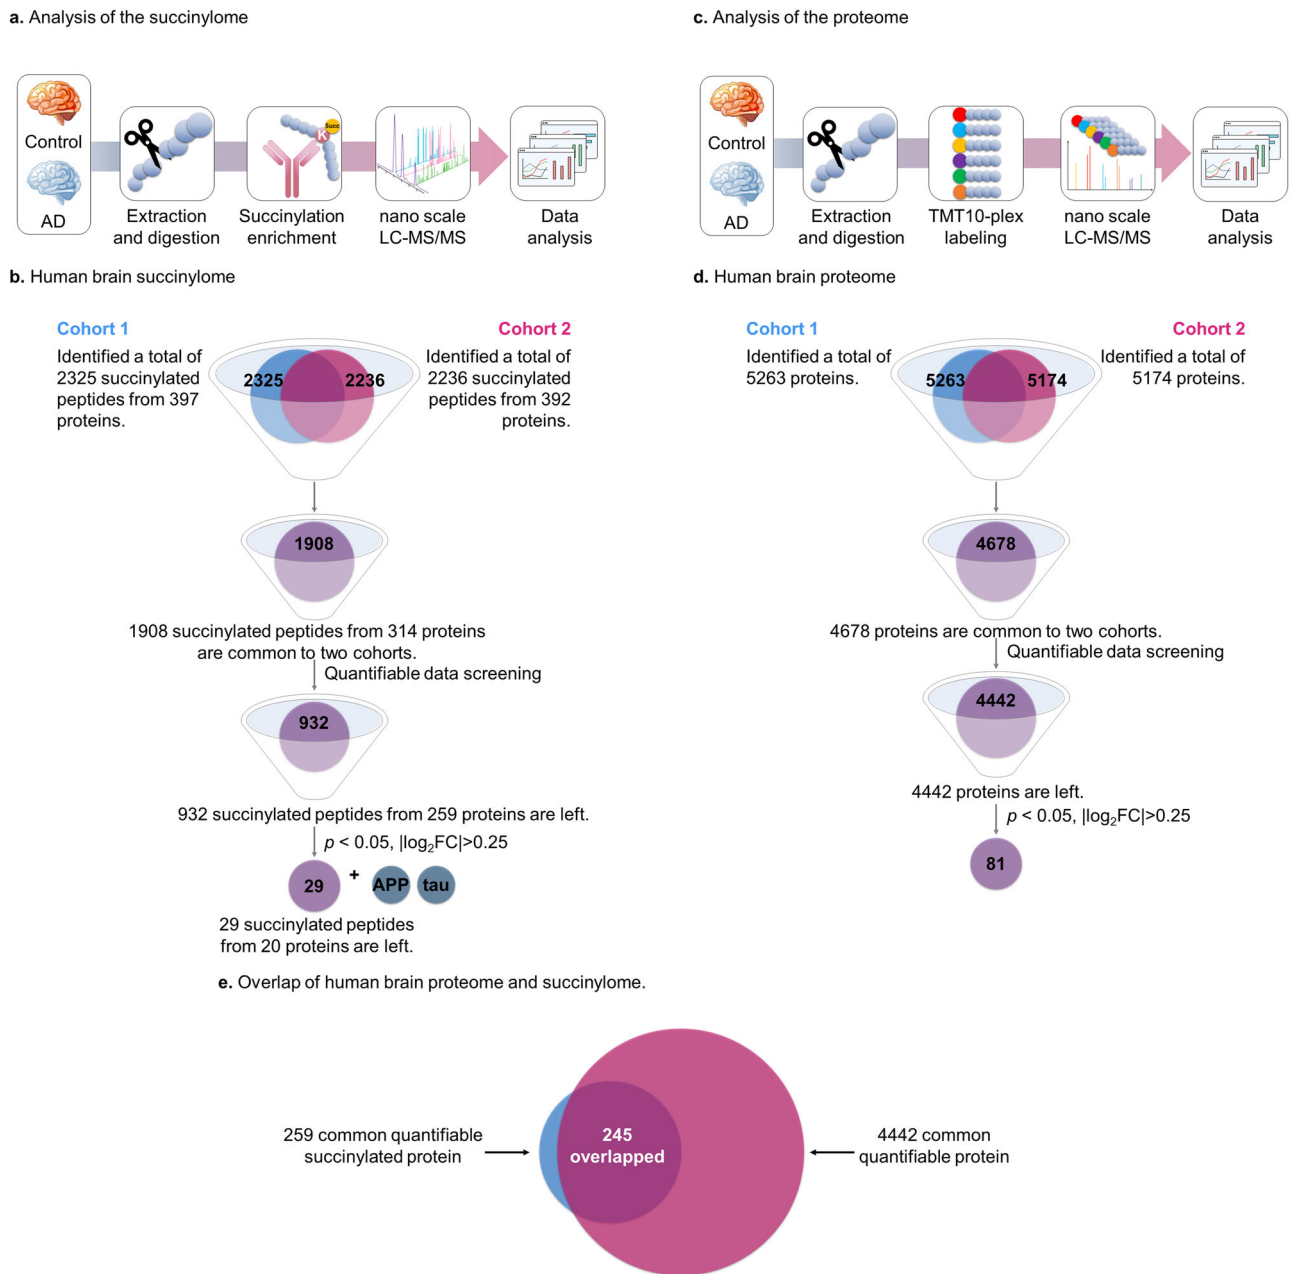 a. Analysis of the succinylome
Control
AD
Extraction
and digestion
Succ
K
Succinylation
enrichment
nano scale
LC-MS/MS
Data
analysis
b. Human brain succinylome
Cohort 1
Identified a total of
2325 succinylated
peptides from 397
proteins.
2325
2236
Cohort 2
Identified a total of
2236 succinylated
peptides from 392
proteins.
1908
1908 succinylated peptides from 314 proteins
are common to two cohorts.
Quantifiable data screening
932
932 succinylated peptides from 259 proteins are left.
p < 0.05, |log₂FC|>0.25
29
+
APP
tau
29 succinylated peptides
from 20 proteins are left.
c. Analysis of the proteome
Control
AD
Extraction
and digestion
TMT10-plex
labeling
nano scale
LC-MS/MS
Data
analysis
d. Human brain proteome
Cohort 1
Identified a total of
5263 proteins.
5263
5174
Cohort 2
Identified a total of
5174 proteins.
4678
4678 proteins are common to two cohorts.
Quantifiable data screening
4442
4442 proteins are left.
p < 0.05, |log₂FC|>0.25
81
e. Overlap of human brain proteome and succinylome.
259 common quantifiable
succinylated protein
245
overlapped
4442 common
quantifiable protein